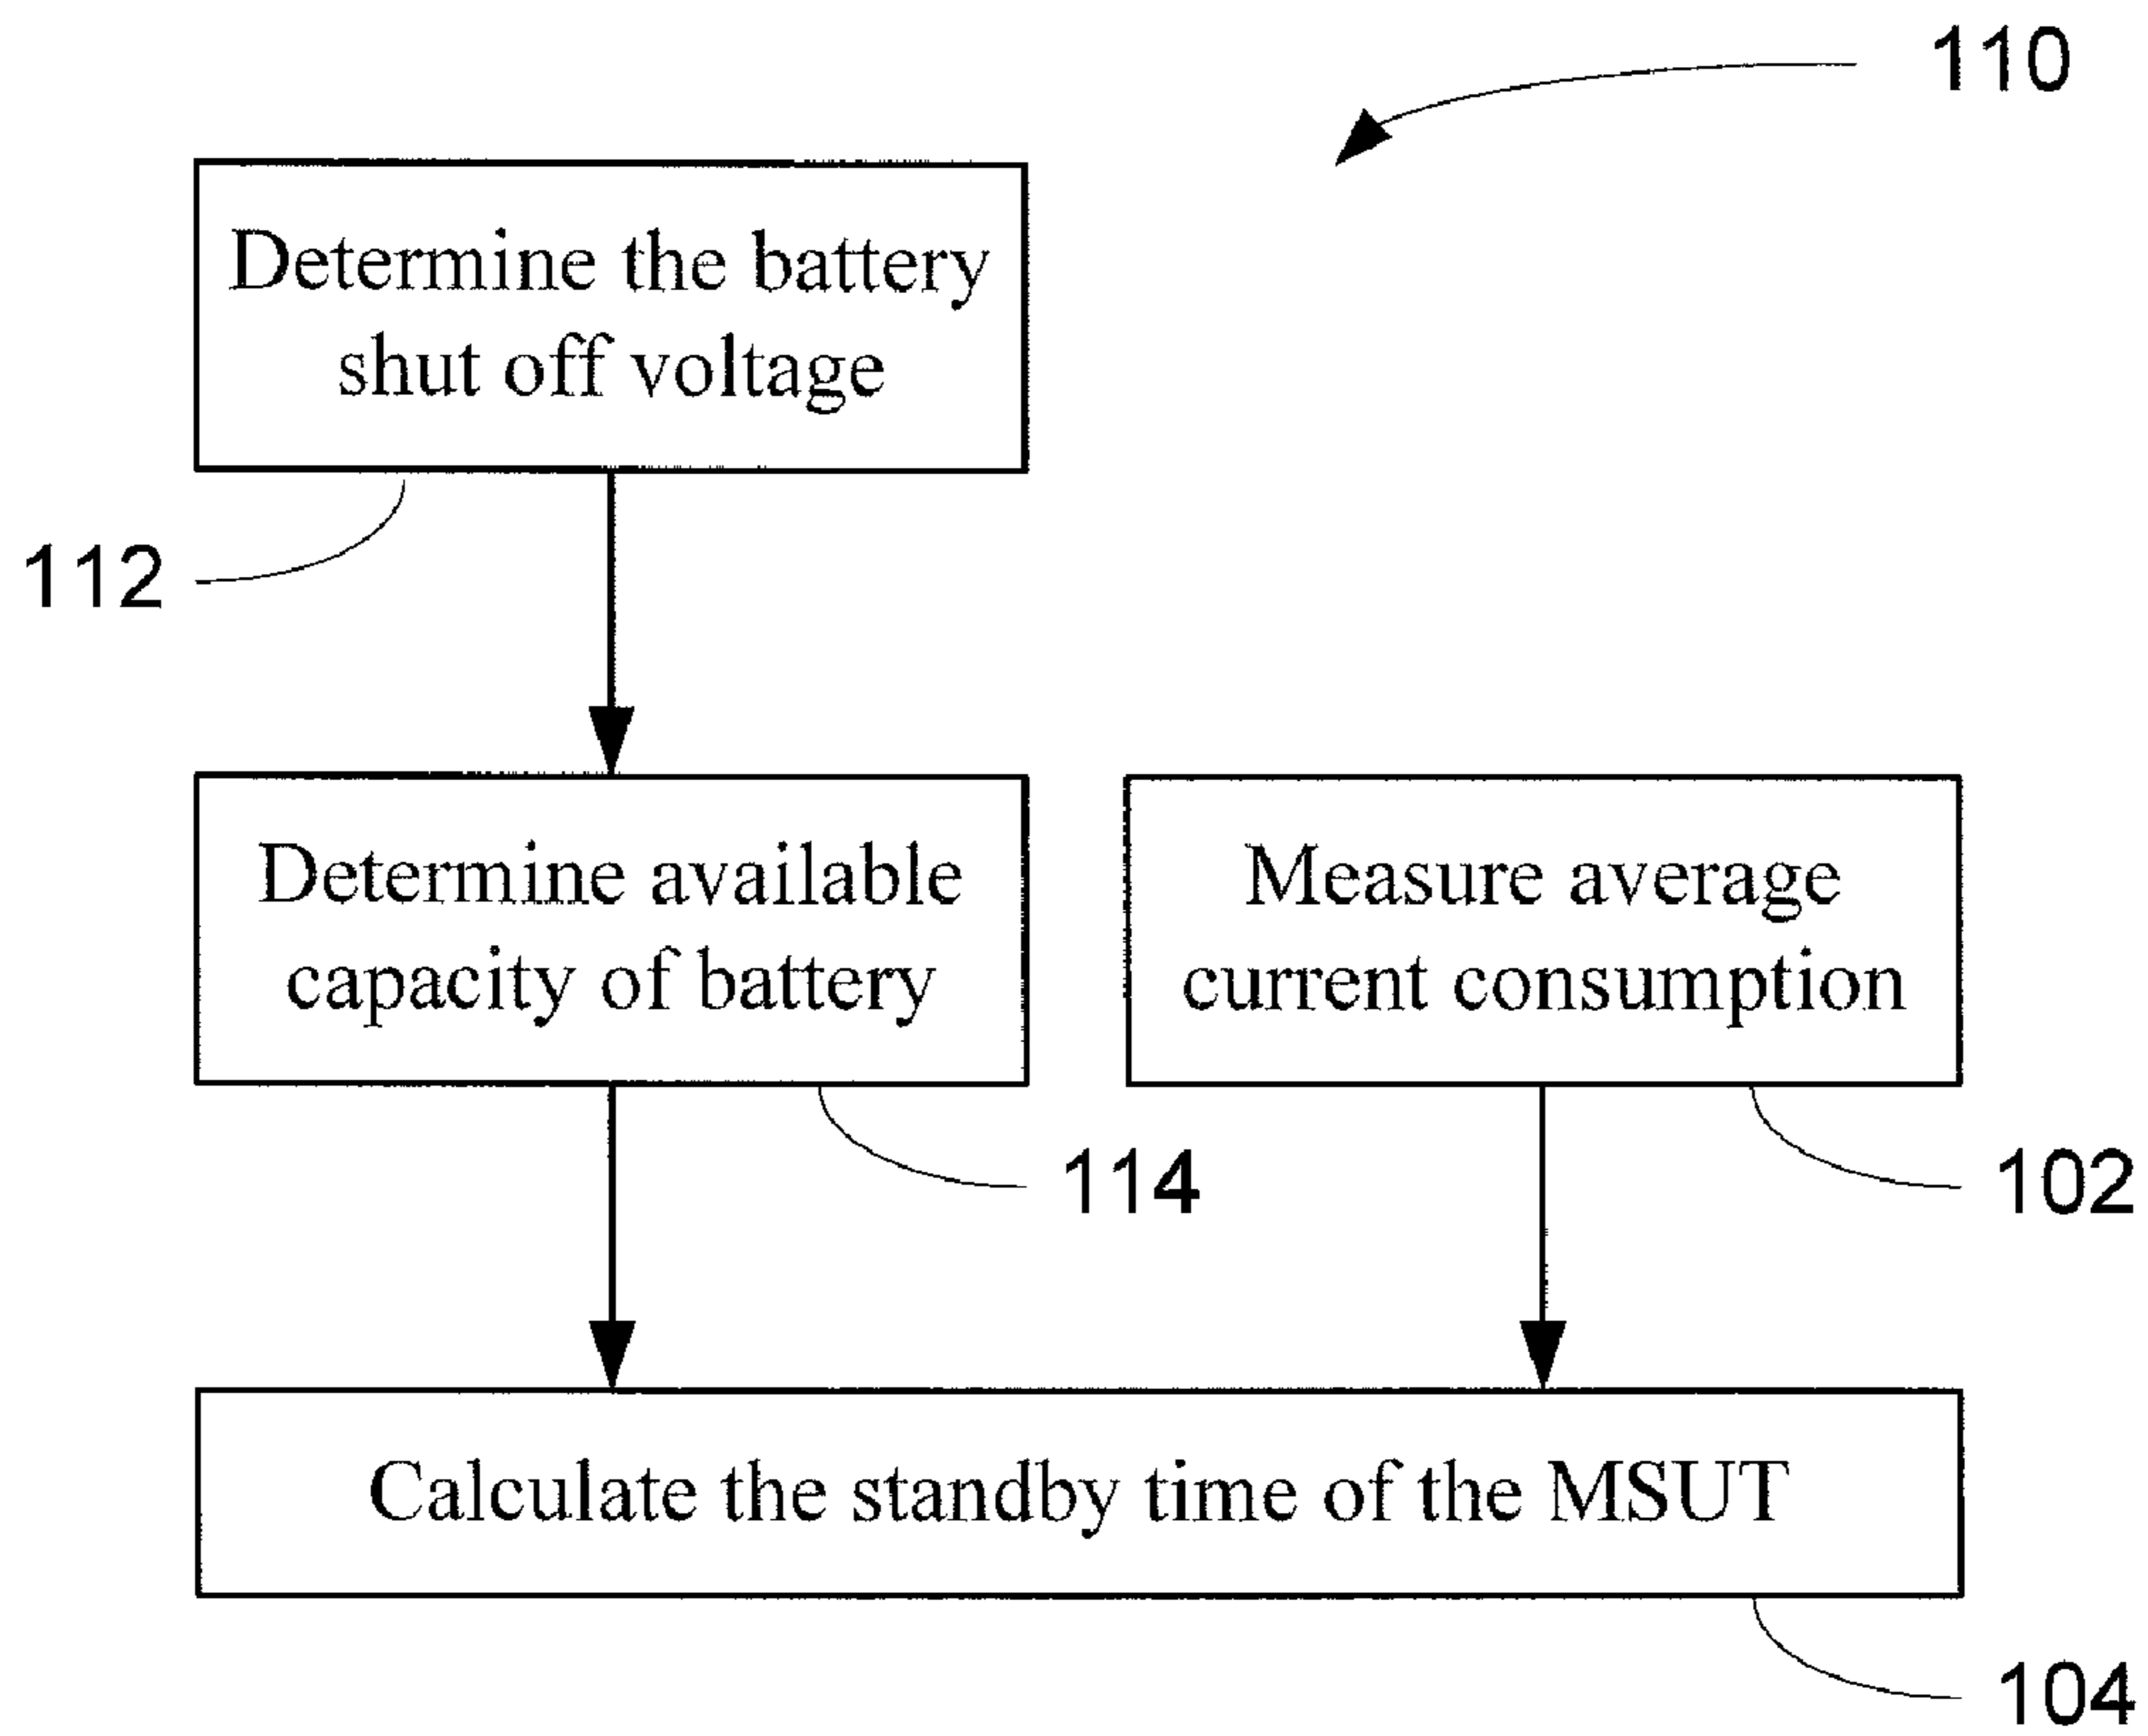 110
Determine the battery
shut off voltage
112
Determine available
capacity of battery
Measure average
current consumption
114
102
Calculate the standby time of the MSUT
104